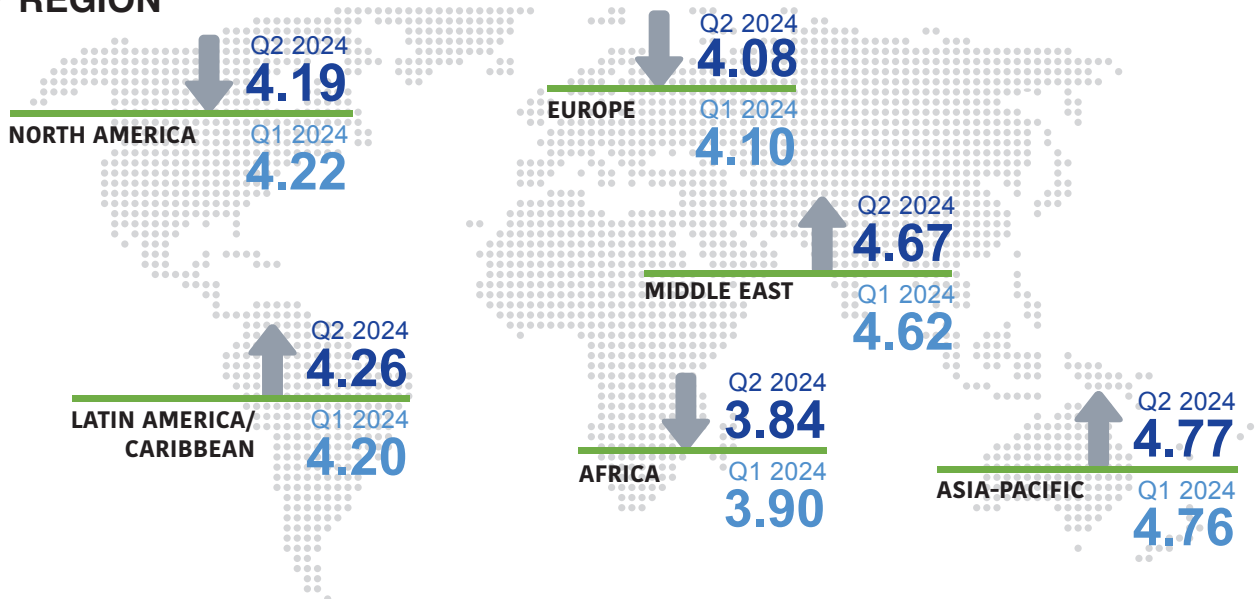 REGION
Q2 2024
4.19
NORTH AMERICA
Q1 2024
4.22
Q2 2024
4.08
EUROPE
Q1 2024
4.10
Q2 2024
4.67
MIDDLE EAST
Q1 2024
4.62
Q2 2024
4.26
LATIN AMERICA/
CARIBBEAN
Q1 2024
4.20
Q2 2024
3.84
AFRICA
Q1 2024
3.90
Q2 2024
4.77
ASIA-PACIFIC
Q1 2024
4.76